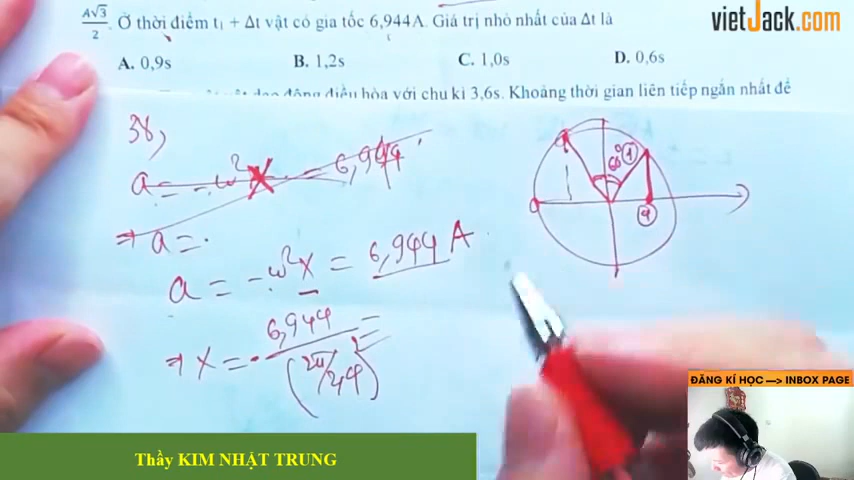 vietJack.com
A√3/2. Ở thời điểm t₁ + Δt vật có gia tốc 6,944A. Giá trị nhỏ nhất của Δt là
A. 0,9s B. 1,2s C. 1,0s D. 0,6s
động điều hòa với chu kì 3,6s. Khoảng thời gian liên tiếp ngắn nhất để
38,
a = -ω²x = 6,944
⇒ a =
a = -ω²x = 6,944 A
⇒ x = - 6,944/(2π/2,4)² =
60° 1
ĐĂNG KÍ HỌC —> INBOX PAGE
Thầy KIM NHẬT TRUNG